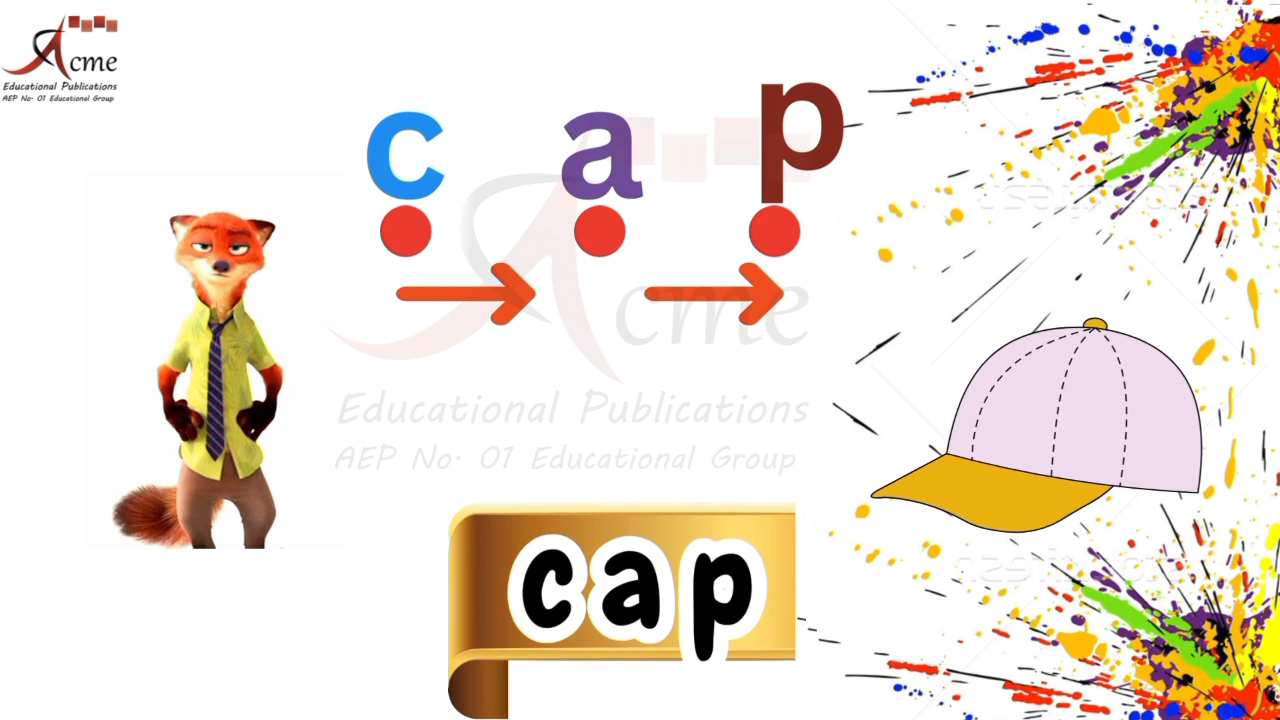 Acme
Educational Publications
AEP No. 01 Educational Group
c a p
Acme
Educational Publications
AEP No. 01 Educational Group
cap